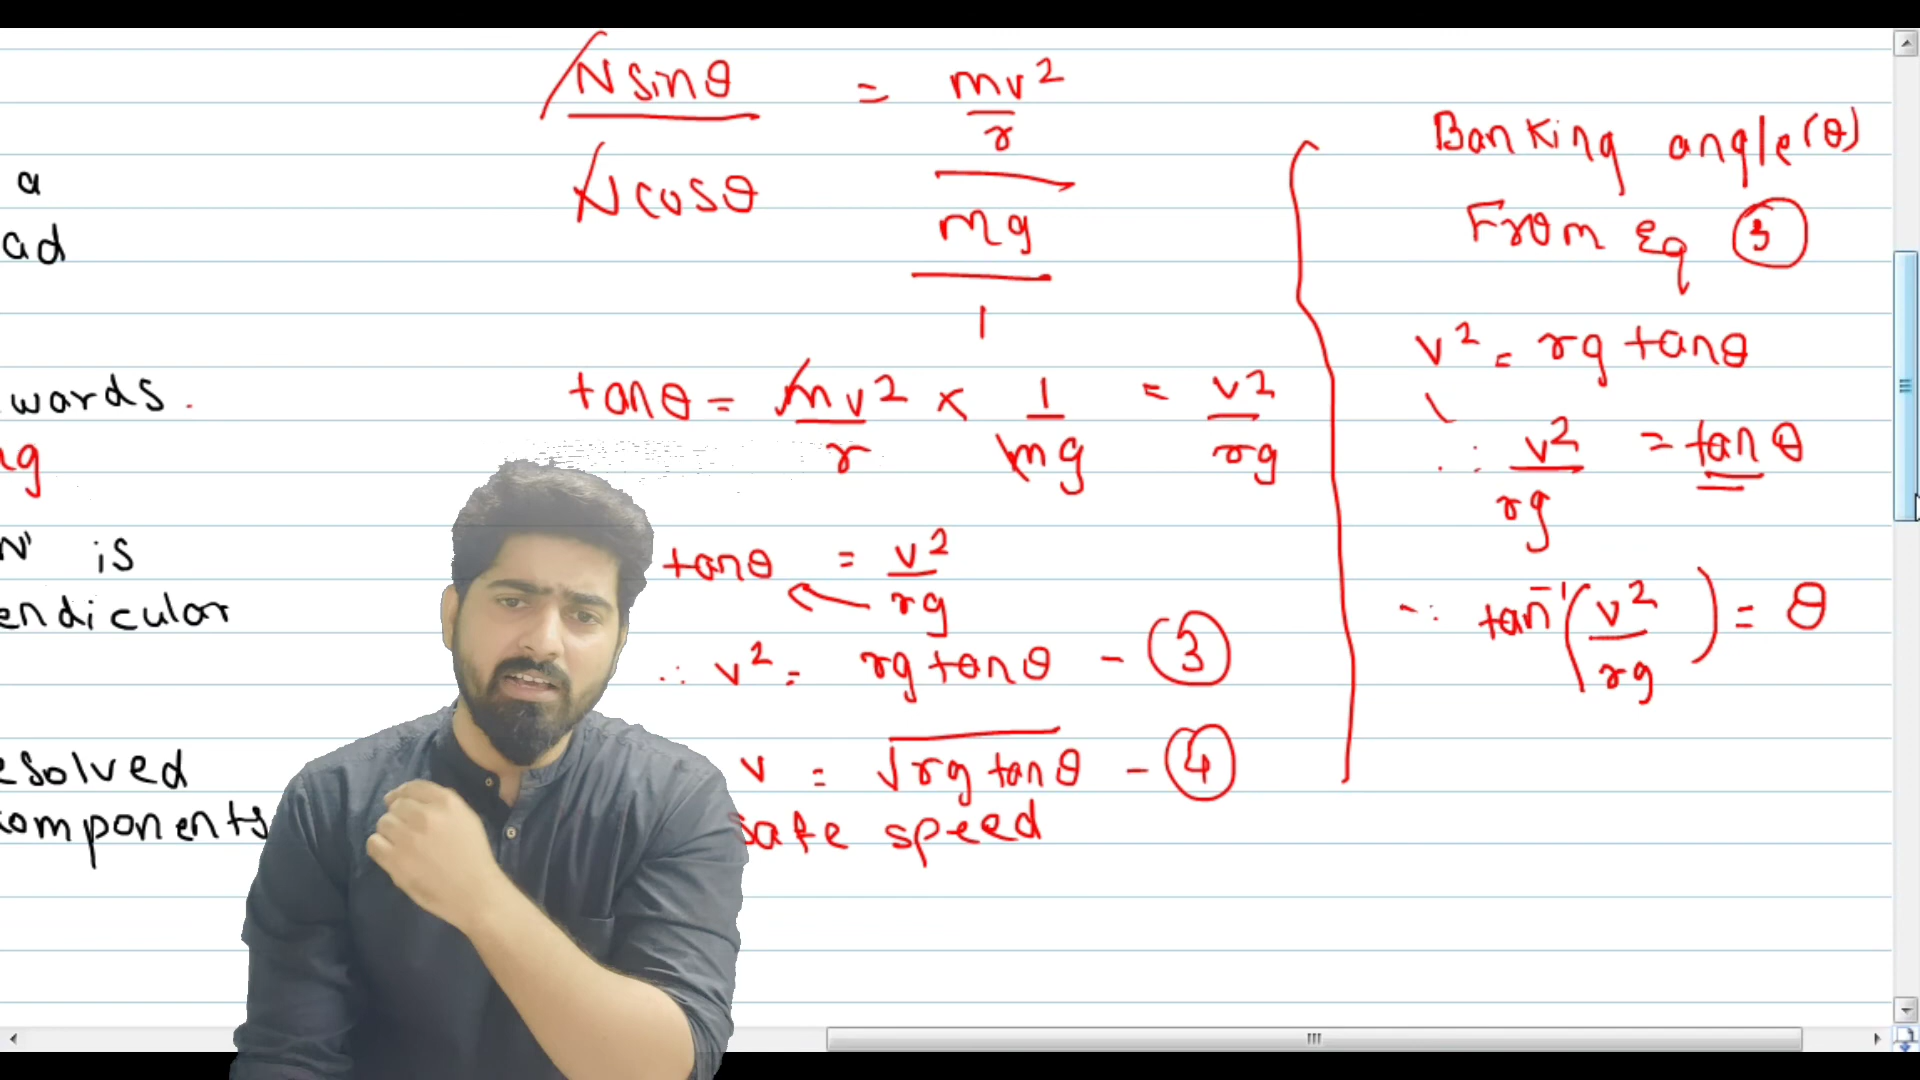 a
ad
wards.
ng
N' is
endicular
esolved
components
N sinθ / N cosθ = mv² / r / mg / 1
tanθ = mv² / r × 1 / mg = v² / rg
tanθ = v² / rg
∴ v² = rg tanθ - ③
v = √rg tanθ - ④
safe speed
Banking angle(θ)
From Eq ③
v² = rg tanθ
∴ v² / rg = tanθ
∴ tan⁻¹(v² / rg) = θ